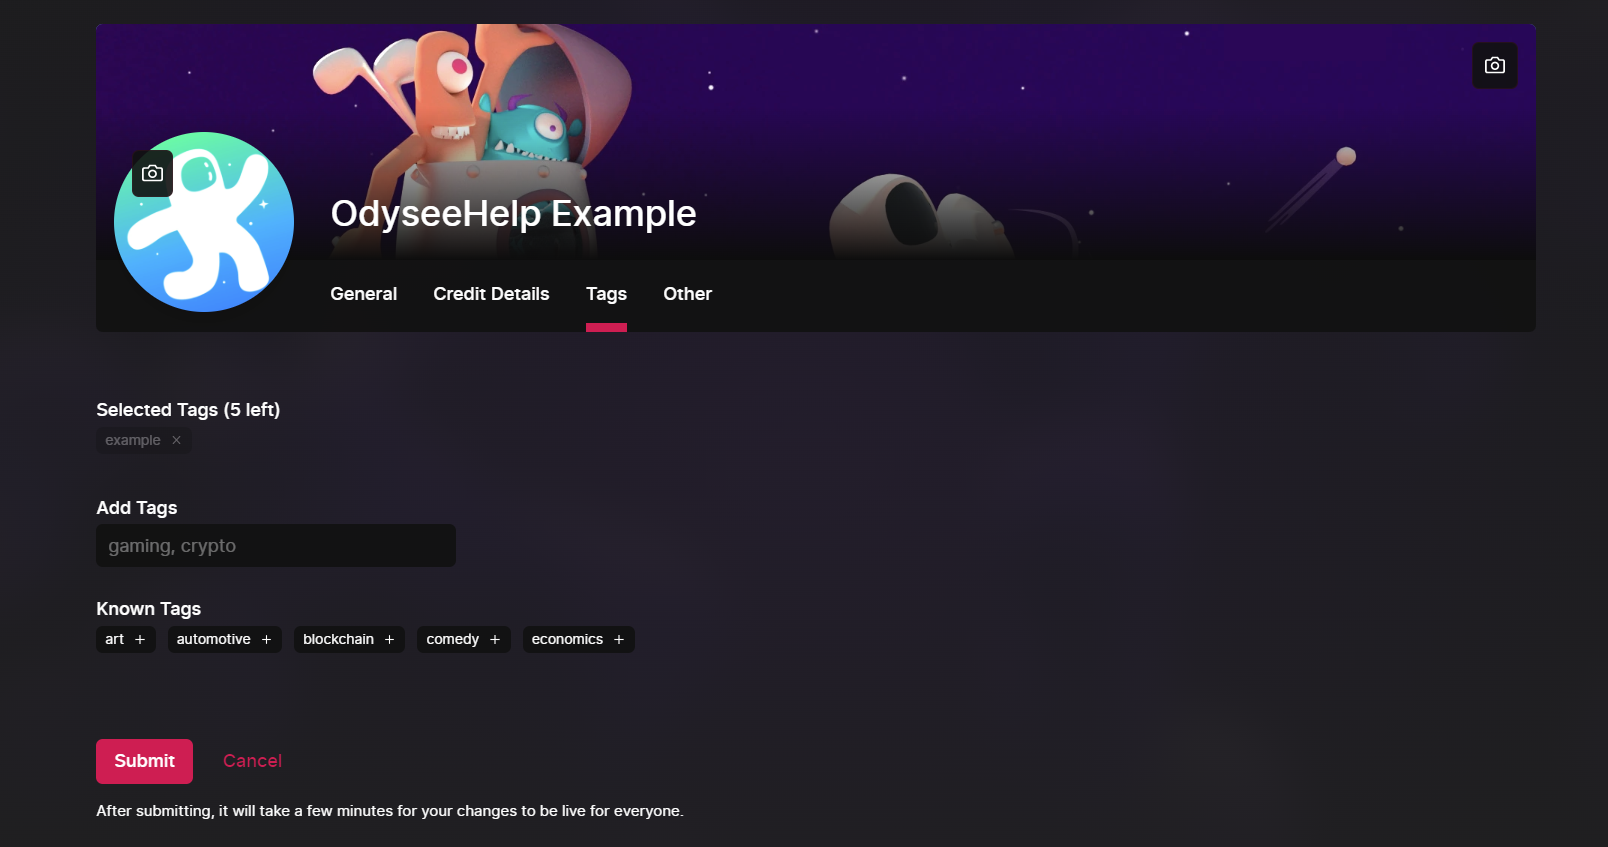 OdyseeHelp Example
General Credit Details Tags Other
Selected Tags (5 left)
example ×
Add Tags
gaming, crypto
Known Tags
art + automotive + blockchain + comedy + economics +
Submit Cancel
After submitting, it will take a few minutes for your changes to be live for everyone.